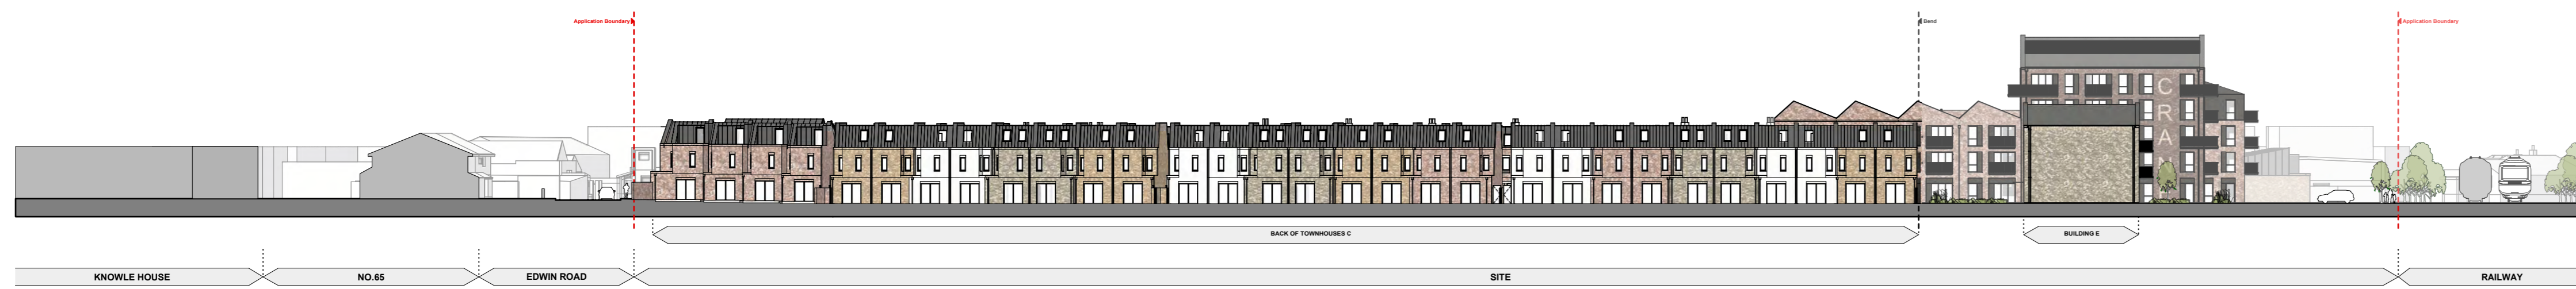 Application Boundary
Bend
Application Boundary
C
R
A
BACK OF TOWNHOUSES C
BUILDING E
KNOWLE HOUSE
NO.65
EDWIN ROAD
SITE
RAILWAY